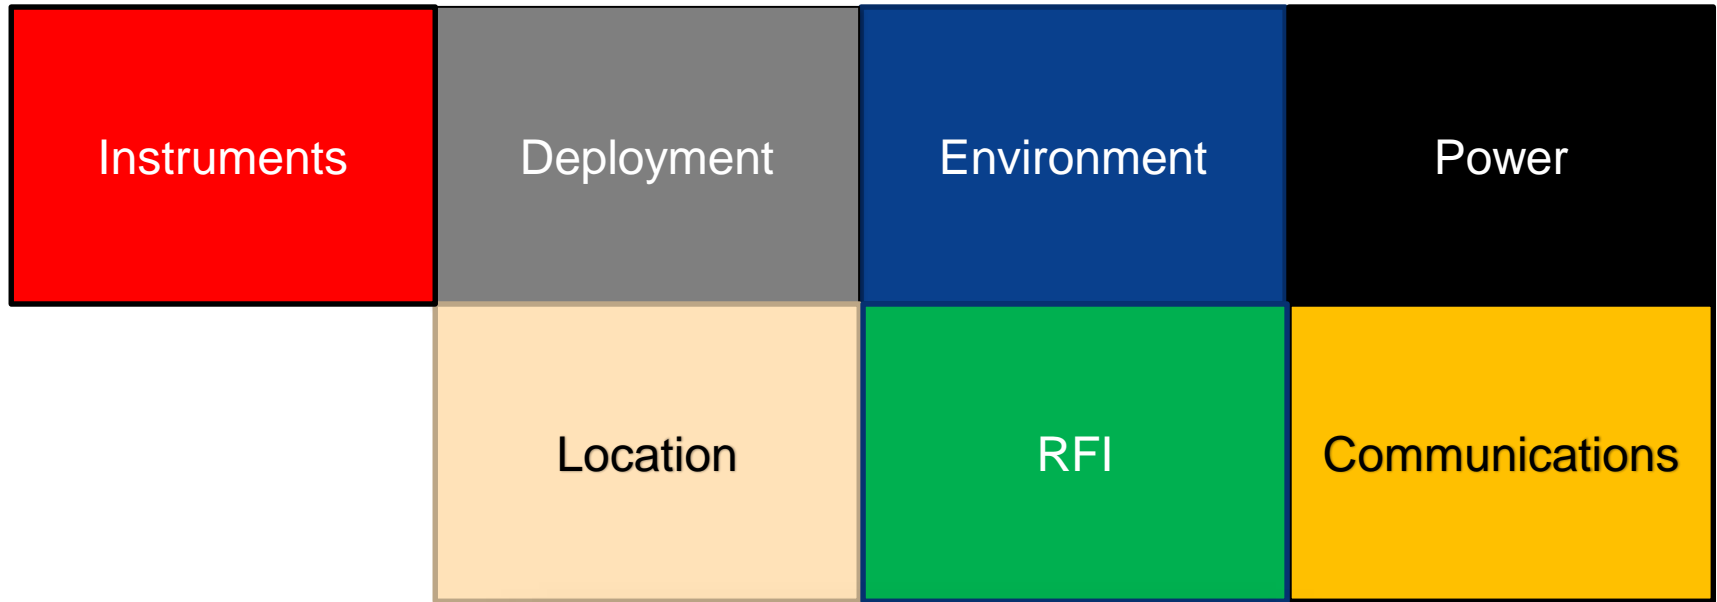 Instruments
Deployment
Environment
Power
Location
RFI
Communications